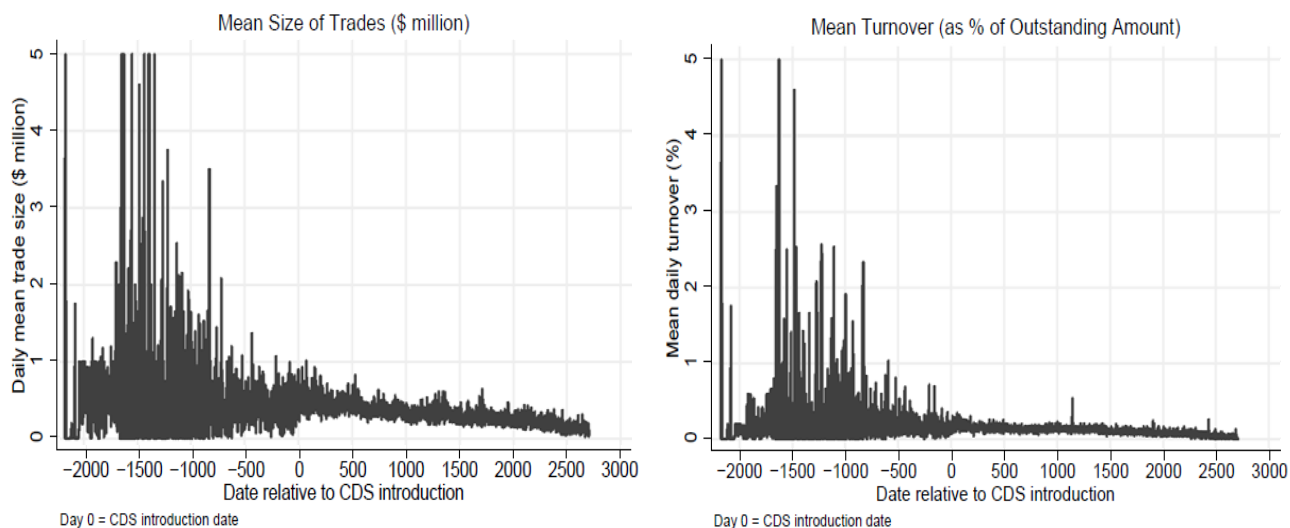 Mean Size of Trades ($ million)
Daily mean trade size ($ million)
5
4
3
2
1
0
−2000 −1500 −1000 −500 0 500 1000 1500 2000 2500 3000
Date relative to CDS introduction
Day 0 = CDS introduction date
Mean Turnover (as % of Outstanding Amount)
Mean daily turnover (%)
5
4
3
2
1
0
−2000 −1500 −1000 −500 0 500 1000 1500 2000 2500 3000
Date relative to CDS introduction
Day 0 = CDS introduction date